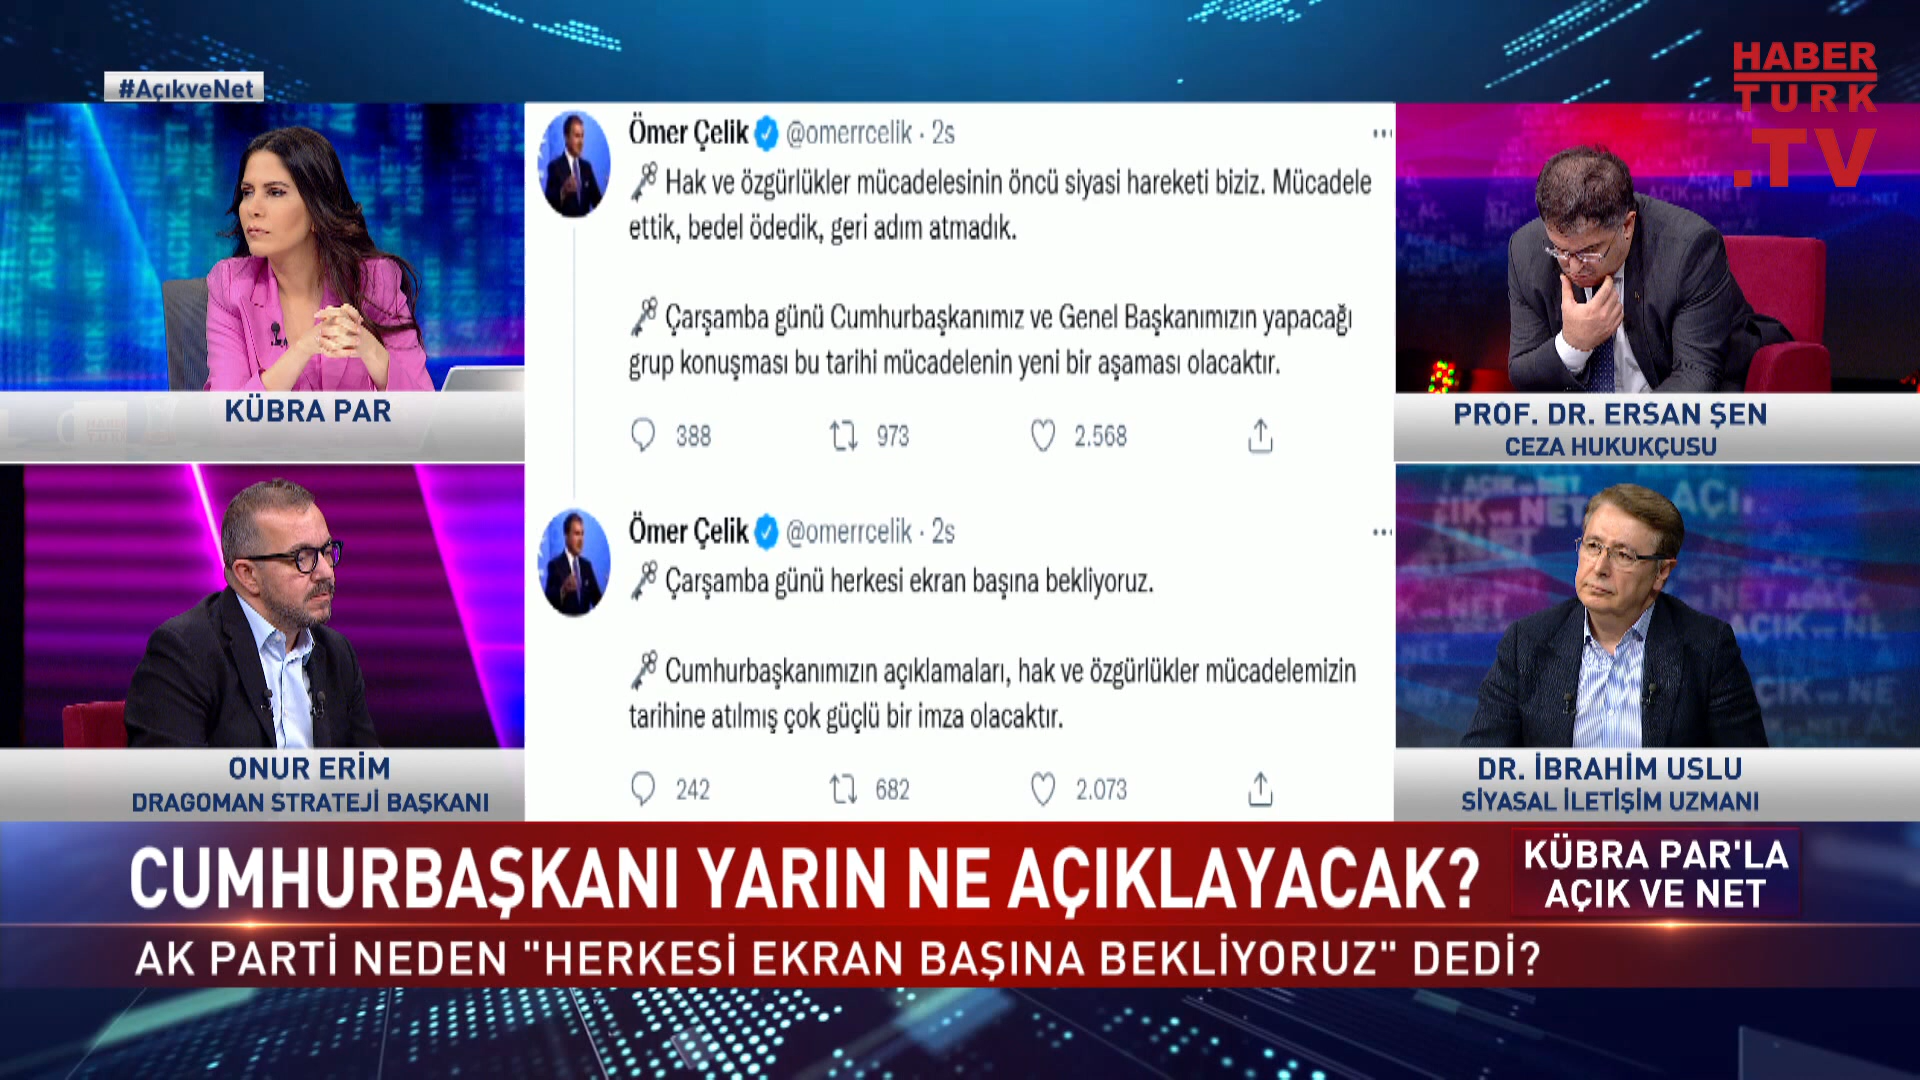 #AçıkveNet
HABER
TURK
.TV
Ömer Çelik @omerrcelik · 2s
Hak ve özgürlükler mücadelesinin öncü siyasi hareketi biziz. Mücadele
ettik, bedel ödedik, geri adım atmadık.
Çarşamba günü Cumhurbaşkanımız ve Genel Başkanımızın yapacağı
grup konuşması bu tarihi mücadelenin yeni bir aşaması olacaktır.
388 973 2.568
Ömer Çelik @omerrcelik · 2s
Çarşamba günü herkesi ekran başına bekliyoruz.
Cumhurbaşkanımızın açıklamaları, hak ve özgürlükler mücadelemizin
tarihine atılmış çok güçlü bir imza olacaktır.
242 682 2.073
KÜBRA PAR
PROF. DR. ERSAN ŞEN
CEZA HUKUKÇUSU
ONUR ERİM
DRAGOMAN STRATEJİ BAŞKANI
DR. İBRAHİM USLU
SİYASAL İLETİŞİM UZMANI
CUMHURBAŞKANI YARIN NE AÇIKLAYACAK?
KÜBRA PAR'LA
AÇIK VE NET
AK PARTİ NEDEN "HERKESİ EKRAN BAŞINA BEKLİYORUZ" DEDİ?